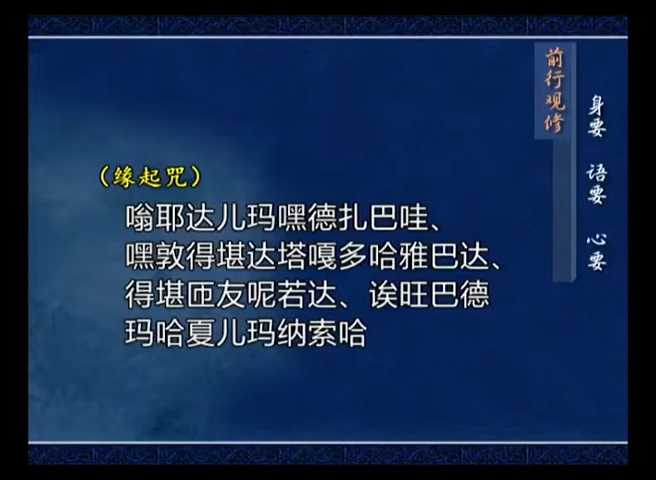 前行观修
身要 语要 心要
（缘起咒）
嗡耶达儿玛嘿德扎巴哇、
嘿敦得堪达塔嘎多哈雅巴达、
得堪匝友呢若达、诶旺巴德
玛哈夏儿玛纳索哈